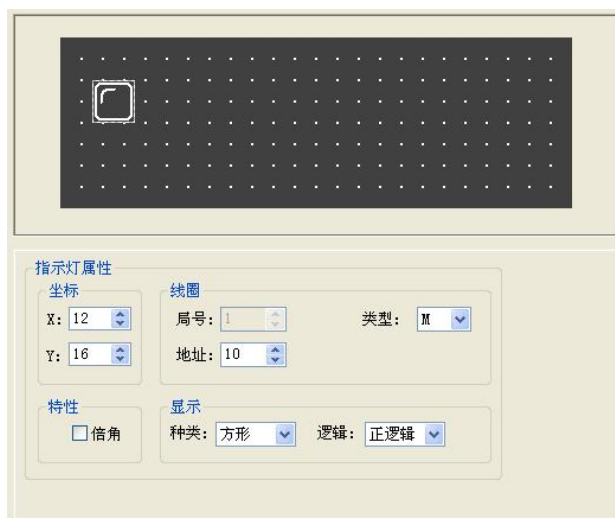 指示灯属性
坐标 线圈
X: 12 局号: 1 类型: M
Y: 16 地址: 10
特性 显示
倍角 种类: 方形 逻辑: 正逻辑